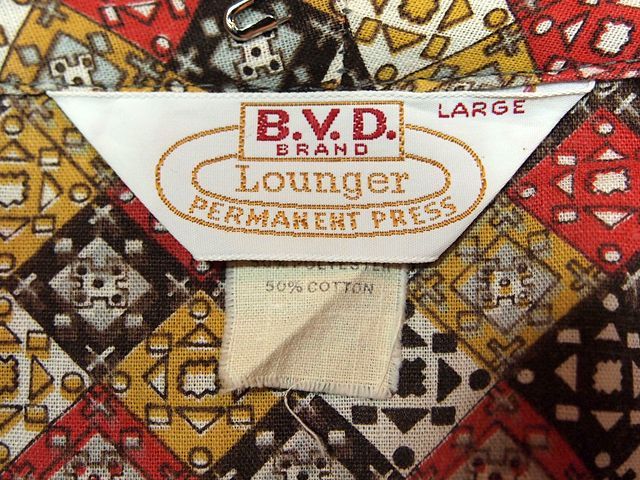 B.V.D.
BRAND
LARGE
Lounger
PERMANENT PRESS
50% COTTON